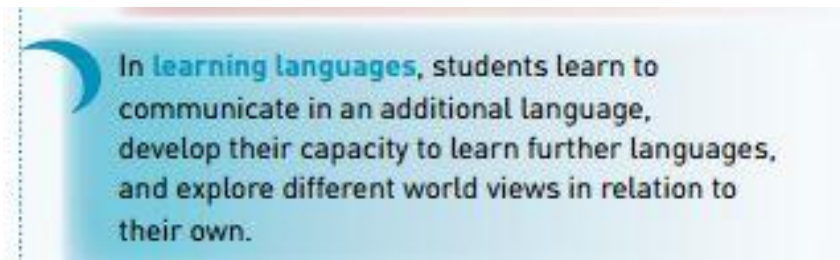 In learning languages, students learn to
communicate in an additional language,
develop their capacity to learn further languages,
and explore different world views in relation to
their own.